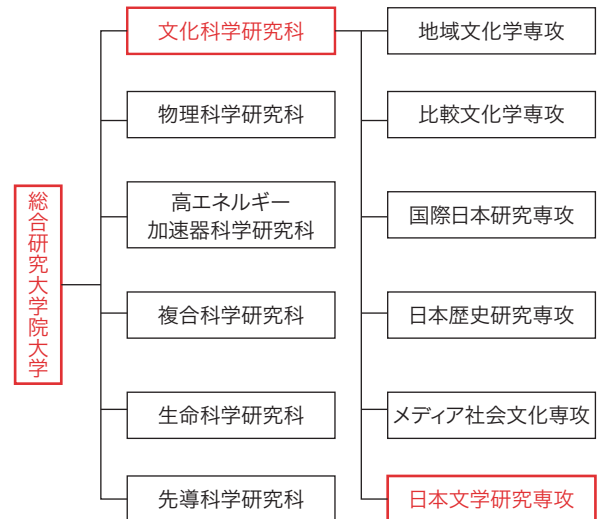 総合研究大学院大学
文化科学研究科
物理科学研究科
高エネルギー
加速器科学研究科
複合科学研究科
生命科学研究科
先導科学研究科
地域文化学専攻
比較文化学専攻
国際日本研究専攻
日本歴史研究専攻
メディア社会文化専攻
日本文学研究専攻